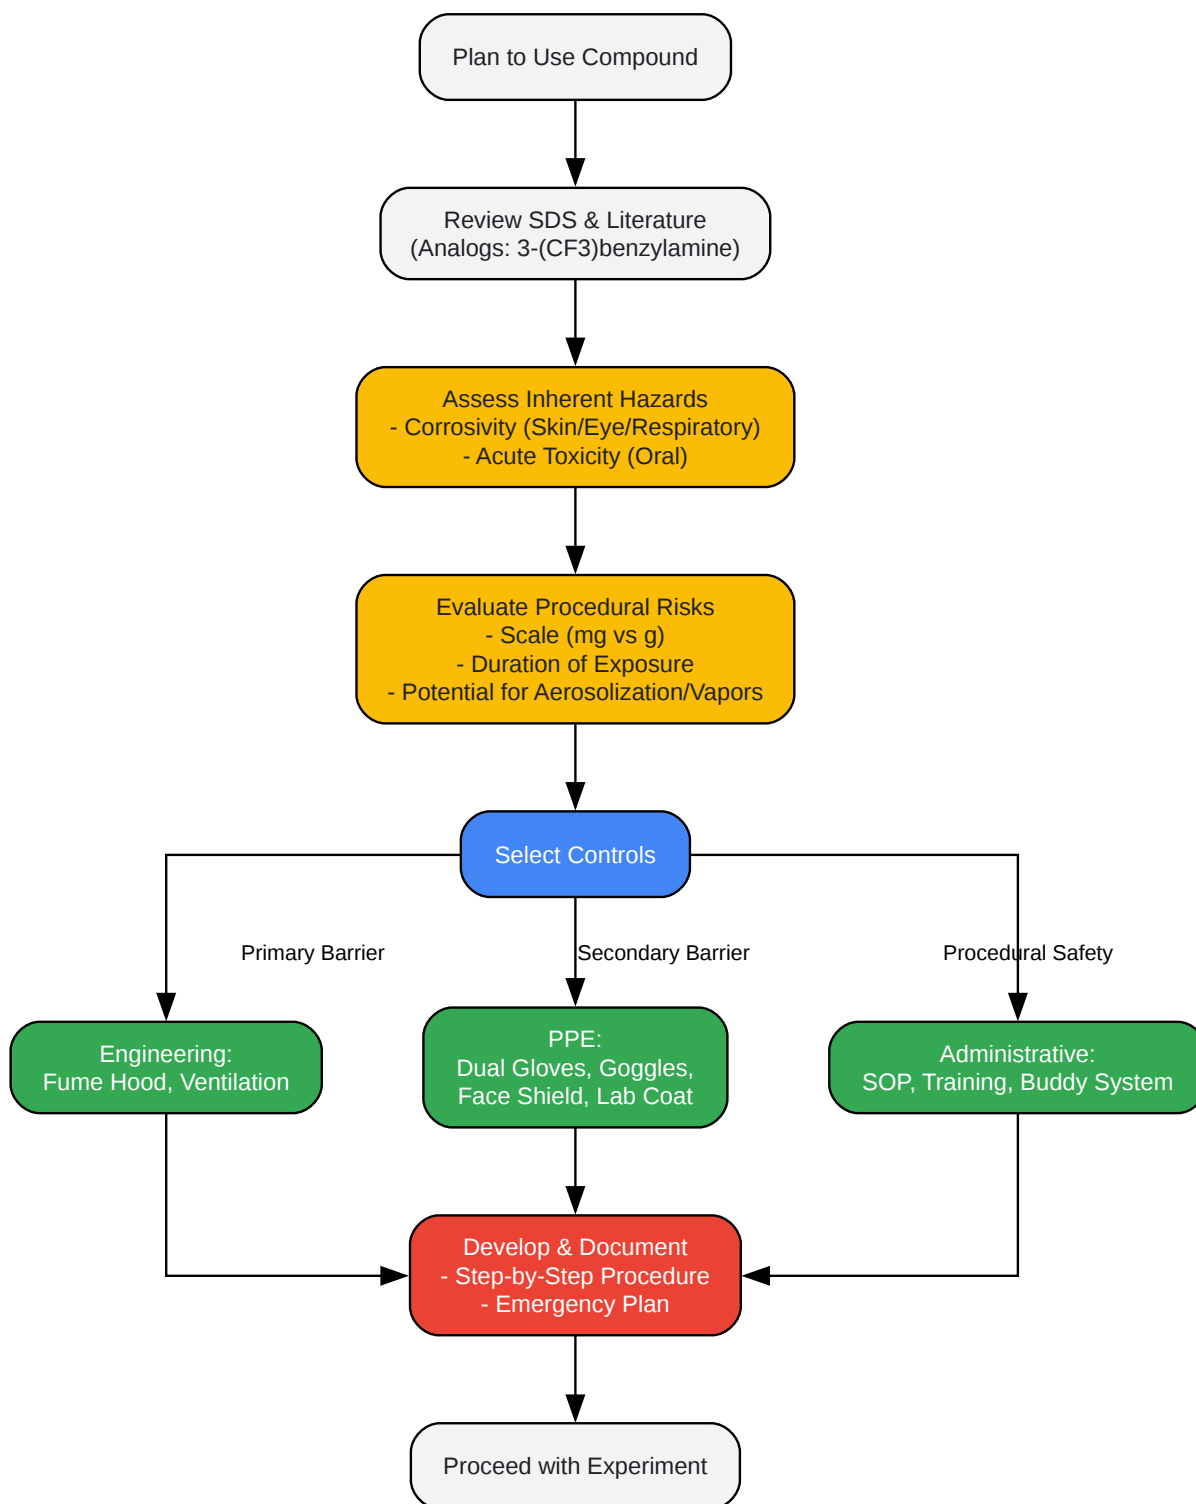 Plan to Use Compound
Review SDS & Literature
(Analogs: 3-(CF3)benzylamine)
Assess Inherent Hazards
- Corrosivity (Skin/Eye/Respiratory)
- Acute Toxicity (Oral)
Evaluate Procedural Risks
- Scale (mg vs g)
- Duration of Exposure
- Potential for Aerosolization/Vapors
Select Controls
Primary Barrier
Secondary Barrier
Procedural Safety
Engineering:
Fume Hood, Ventilation
PPE:
Dual Gloves, Goggles,
Face Shield, Lab Coat
Administrative:
SOP, Training, Buddy System
Develop & Document
- Step-by-Step Procedure
- Emergency Plan
Proceed with Experiment